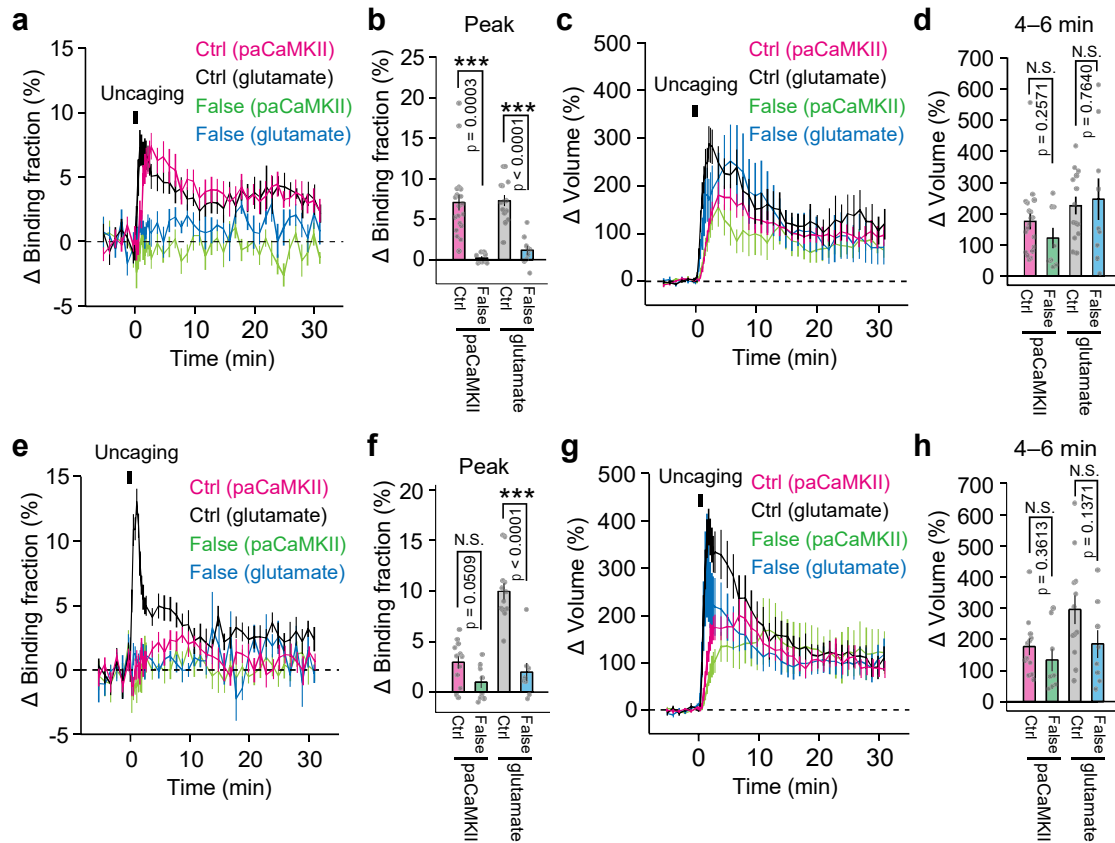 a
Δ Binding fraction (%)
15
10
5
0
-5
Uncaging
Ctrl (paCaMKII)
Ctrl (glutamate)
False (paCaMKII)
False (glutamate)
0 10 20 30
Time (min)
b
Peak
Δ Binding fraction (%)
25
20
15
10
5
0
***
p = 0.0003
***
p < 0.0001
Ctrl
False
Ctrl
False
paCaMKII
glutamate
c
Δ Volume (%)
500
400
300
200
100
0
Uncaging
Ctrl (paCaMKII)
Ctrl (glutamate)
False (paCaMKII)
False (glutamate)
0 10 20 30
Time (min)
d
4–6 min
Δ Volume (%)
700
600
500
400
300
200
100
0
N.S.
p = 0.2571
N.S.
p = 0.7640
Ctrl
False
Ctrl
False
paCaMKII
glutamate
e
Δ Binding fraction (%)
15
10
5
0
-5
Uncaging
Ctrl (paCaMKII)
Ctrl (glutamate)
False (paCaMKII)
False (glutamate)
0 10 20 30
Time (min)
f
Peak
Δ Binding fraction (%)
20
15
10
5
0
N.S.
p = 0.0509
***
p < 0.0001
Ctrl
False
Ctrl
False
paCaMKII
glutamate
g
Δ Volume (%)
500
400
300
200
100
0
Uncaging
Ctrl (paCaMKII)
Ctrl (glutamate)
False (paCaMKII)
False (glutamate)
0 10 20 30
Time (min)
h
4–6 min
Δ Volume (%)
700
600
500
400
300
200
100
0
N.S.
p = 0.3613
N.S.
p = 0.1371
Ctrl
False
Ctrl
False
paCaMKII
glutamate